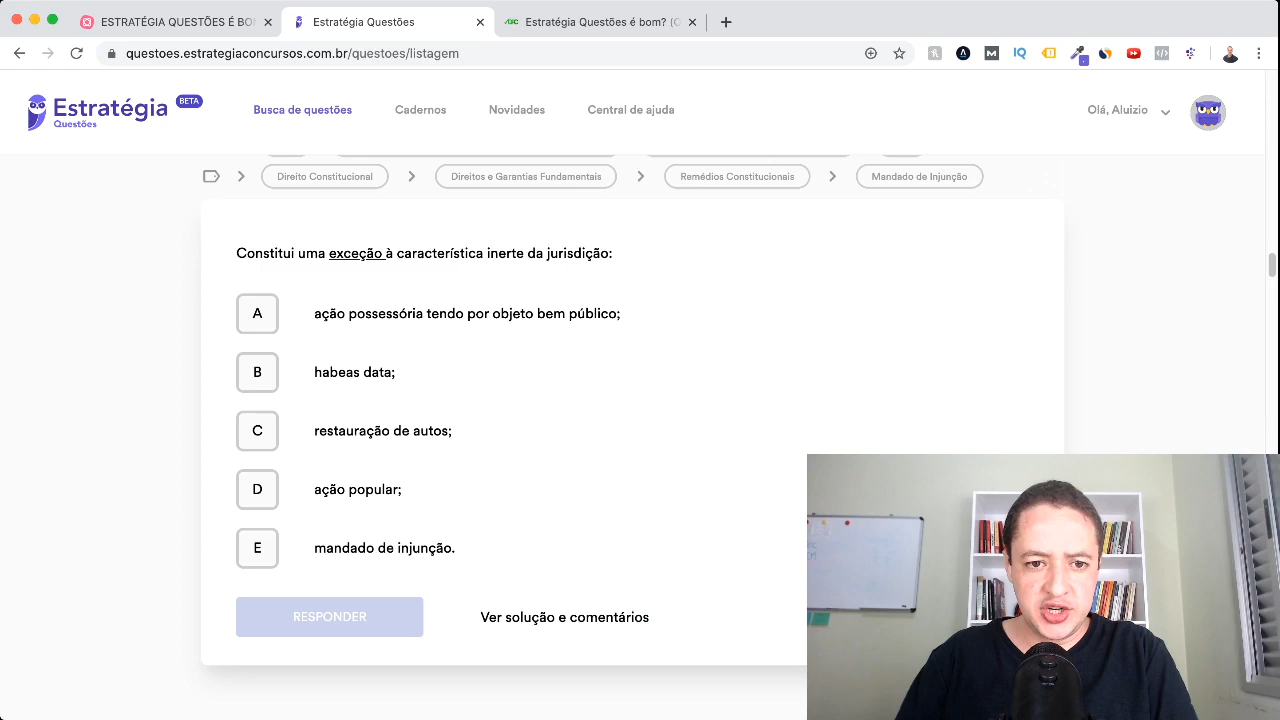 ESTRATÉGIA QUESTÕES É BO
Estratégia Questões
Estratégia Questões é bom? (C
questoes.estrategiaconcursos.com.br/questoes/listagem
Estratégia BETA
Questões
Busca de questões
Cadernos
Novidades
Central de ajuda
Olá, Aluizio
Direito Constitucional
Direitos e Garantias Fundamentais
Remédios Constitucionais
Mandado de Injunção
Constitui uma exceção à característica inerte da jurisdição:
A ação possessória tendo por objeto bem público;
B habeas data;
C restauração de autos;
D ação popular;
E mandado de injunção.
RESPONDER
Ver solução e comentários